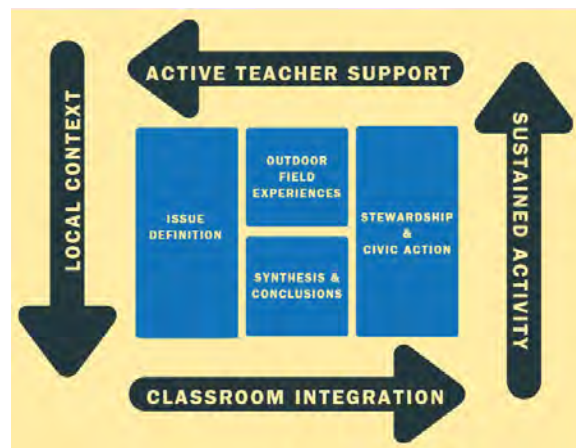 ACTIVE TEACHER SUPPORT
LOCAL CONTEXT
ISSUE
DEFINITION
OUTDOOR
FIELD
EXPERIENCES
SYNTHESIS &
CONCLUSIONS
STEWARDSHIP
&
CIVIC ACTION
SUSTAINED ACTIVITY
CLASSROOM INTEGRATION